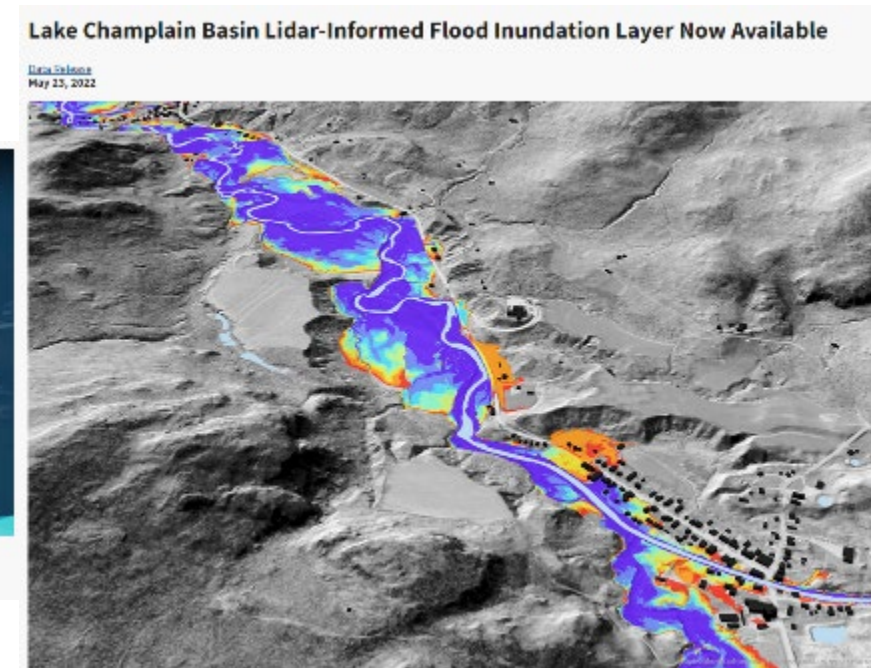 Lake Champlain Basin Lidar-Informed Flood Inundation Layer Now Available
Data Release
May 23, 2022